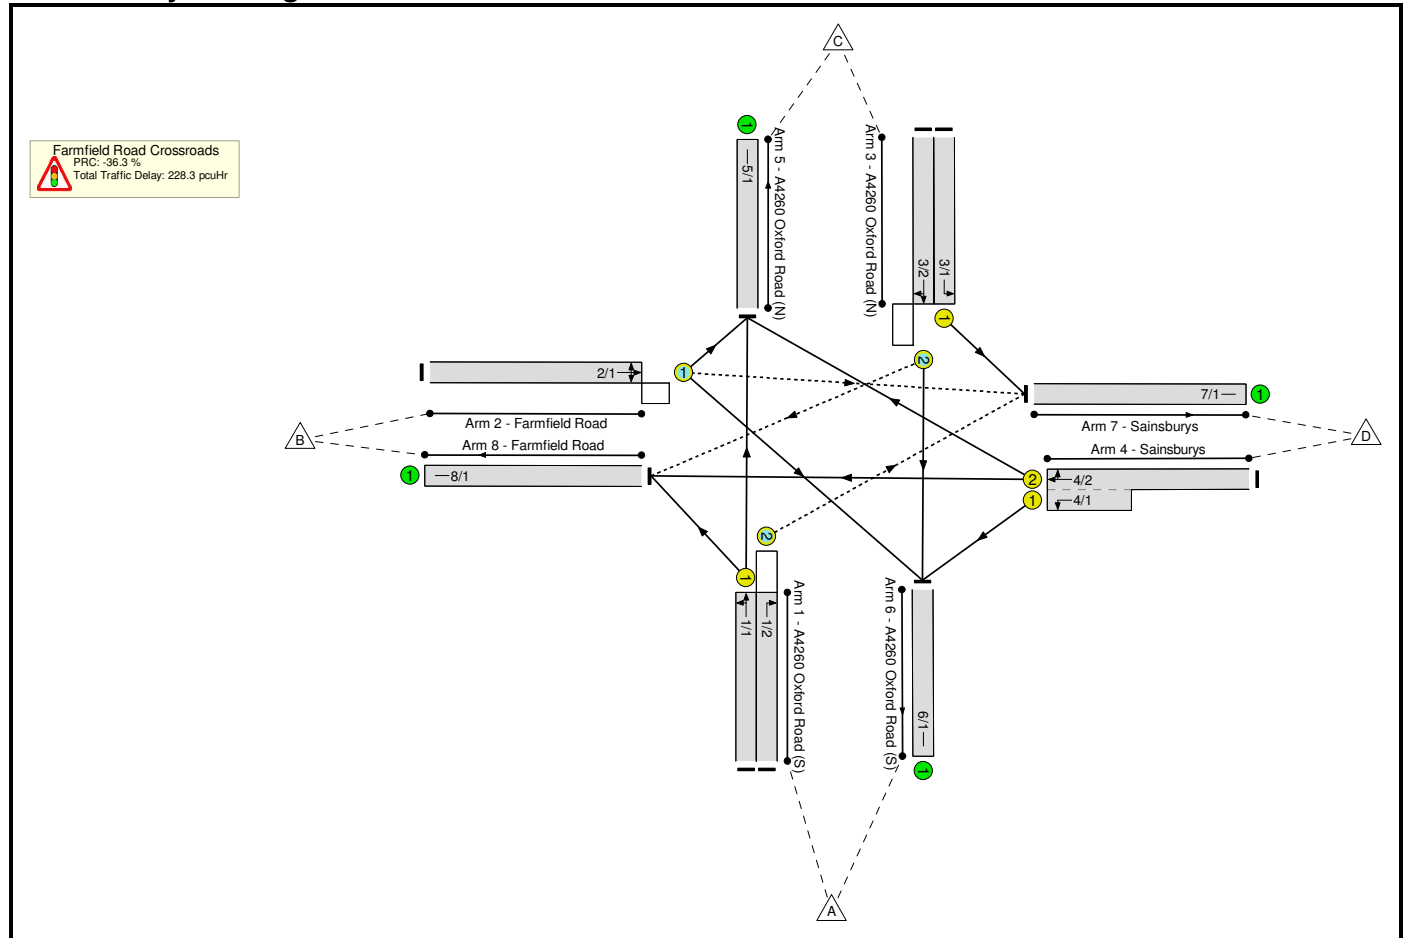 Farmfield Road Crossroads
PRC: -36.3 %
Total Traffic Delay: 228.3 pcuHr
C
1
5/1
Arm 5 - A4260 Oxford Road (N)
Arm 3 - A4260 Oxford Road (N)
3/2
3/1
1
2
2/1
1
Arm 2 - Farmfield Road
B
Arm 8 - Farmfield Road
1
8/1
7/1
1
Arm 7 - Sainsburys
D
Arm 4 - Sainsburys
2
4/2
1
4/1
2
1
1/1
1/2
Arm 1 - A4260 Oxford Road (S)
Arm 6 - A4260 Oxford Road (S)
6/1
1
A